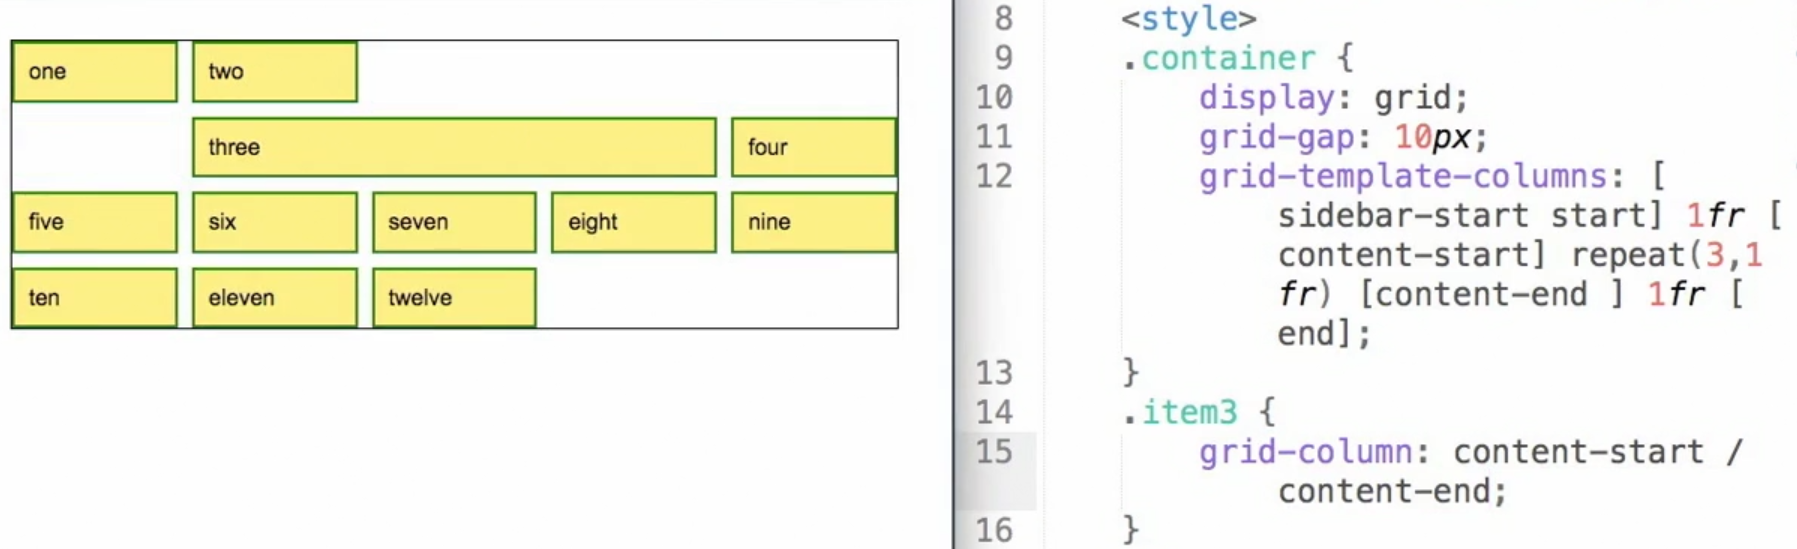 one two
three four
five six seven eight nine
ten eleven twelve
8 <style>
9 .container {
10 display: grid;
11 grid-gap: 10px;
12 grid-template-columns: [
sidebar-start start] 1fr [
content-start] repeat(3,1
fr) [content-end ] 1fr [
end];
13 }
14 .item3 {
15 grid-column: content-start /
content-end;
16 }